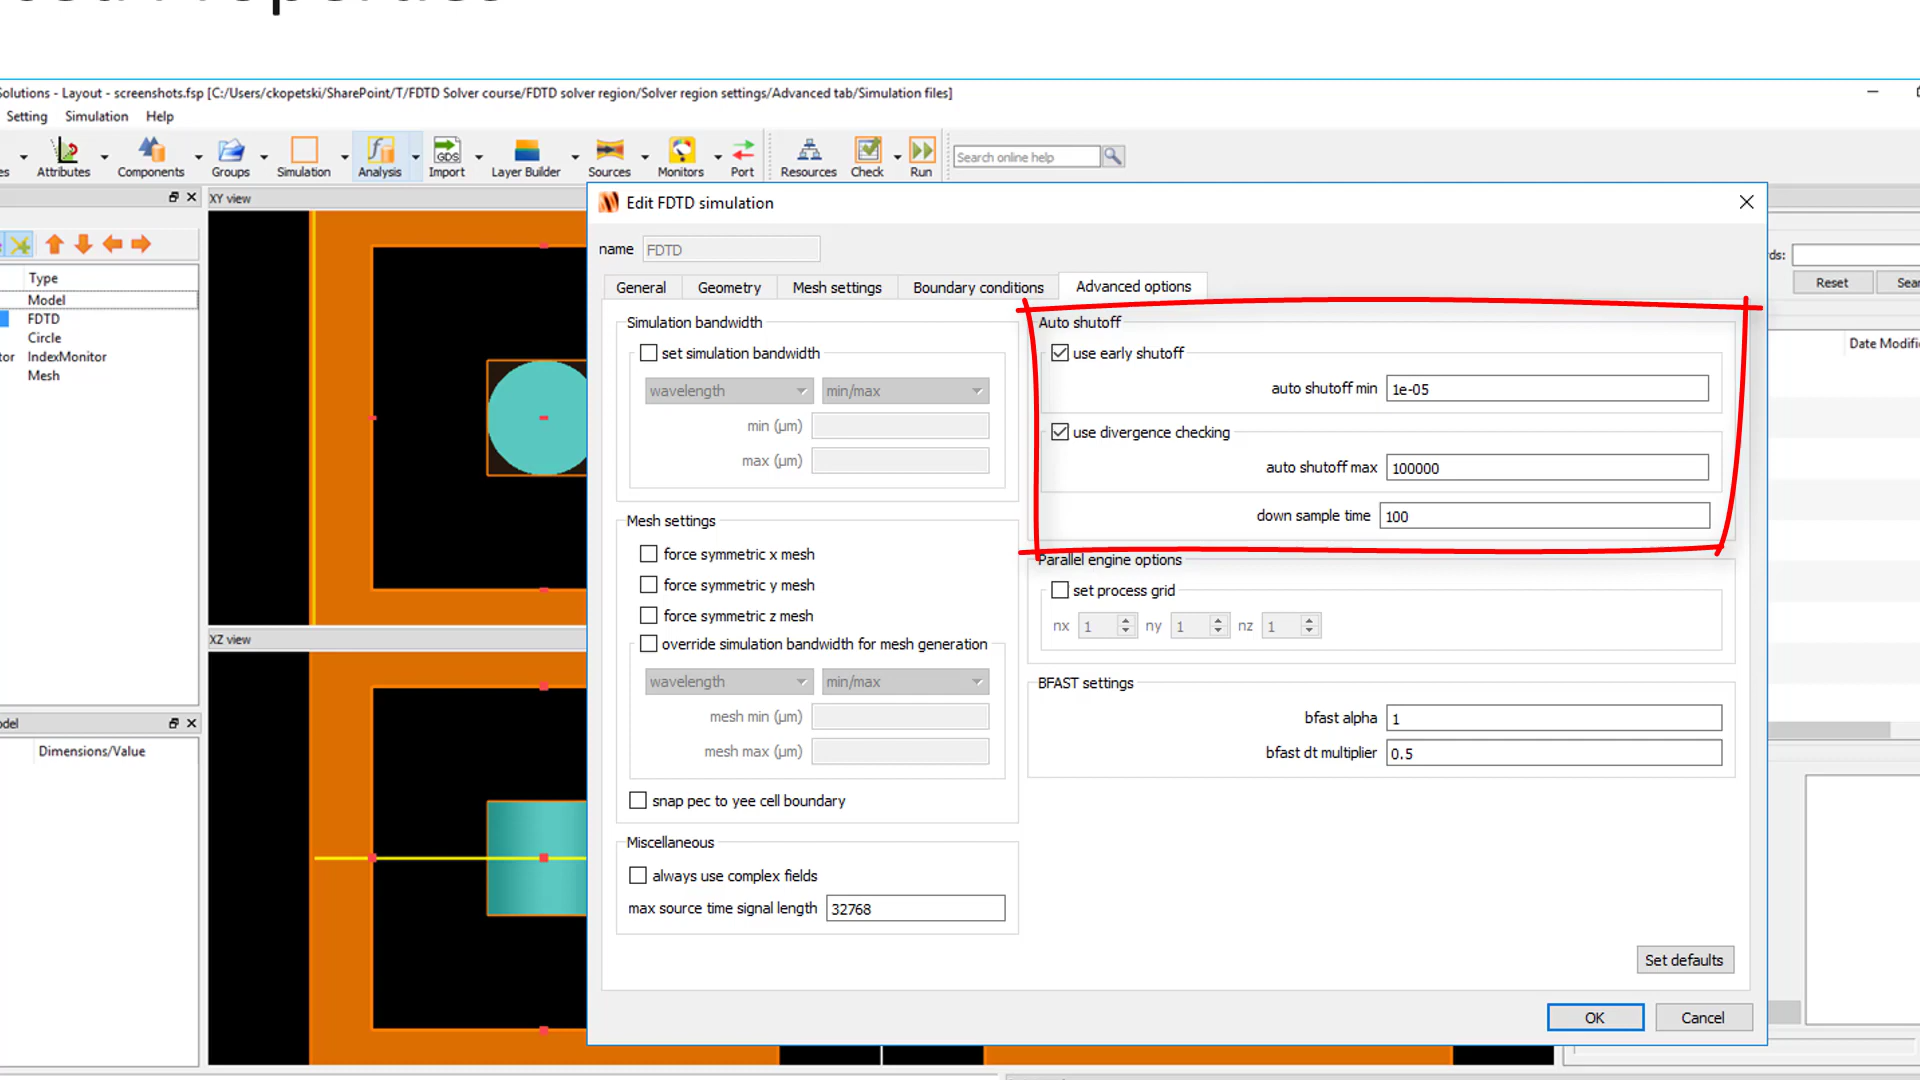 Solutions - Layout - screenshots.fsp [C:/Users/ckopetski/SharePoint/T/FDTD Solver course/FDTD solver region/Solver region settings/Advanced tab/Simulation files]
Setting Simulation Help
Attributes Components Groups Simulation Analysis Import Layer Builder Sources Monitors Port Resources Check Run Search online help
GDS
XY view
Edit FDTD simulation
name FDTD
General Geometry Mesh settings Boundary conditions Advanced options
Reset
Type
Model
FDTD
Circle
IndexMonitor
Mesh
Simulation bandwidth
set simulation bandwidth
wavelength min/max
min (µm)
max (µm)
Mesh settings
force symmetric x mesh
force symmetric y mesh
force symmetric z mesh
override simulation bandwidth for mesh generation
wavelength min/max
mesh min (µm)
mesh max (µm)
snap pec to yee cell boundary
Miscellaneous
always use complex fields
max source time signal length 32768
Auto shutoff
use early shutoff
auto shutoff min 1e-05
use divergence checking
auto shutoff max 100000
down sample time 100
Parallel engine options
set process grid
nx 1 ny 1 nz 1
BFAST settings
bfast alpha 1
bfast dt multiplier 0.5
Set defaults
OK Cancel
Date Modifi
XZ view
Dimensions/Value